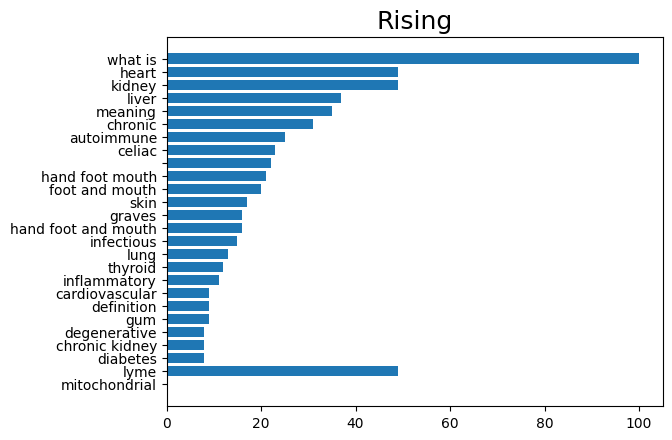 Rising
what is
heart
kidney
liver
meaning
chronic
autoimmune
celiac
hand foot mouth
foot and mouth
skin
graves
hand foot and mouth
infectious
lung
thyroid
inflammatory
cardiovascular
definition
gum
degenerative
chronic kidney
diabetes
lyme
mitochondrial
0 20 40 60 80 100